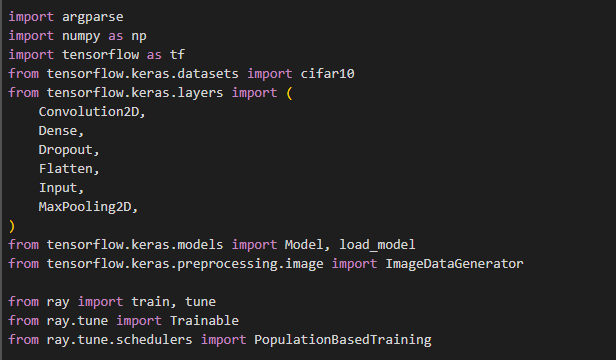 import argparse
import numpy as np
import tensorflow as tf
from tensorflow.keras.datasets import cifar10
from tensorflow.keras.layers import (
    Convolution2D,
    Dense,
    Dropout,
    Flatten,
    Input,
    MaxPooling2D,
)
from tensorflow.keras.models import Model, load_model
from tensorflow.keras.preprocessing.image import ImageDataGenerator

from ray import train, tune
from ray.tune import Trainable
from ray.tune.schedulers import PopulationBasedTraining